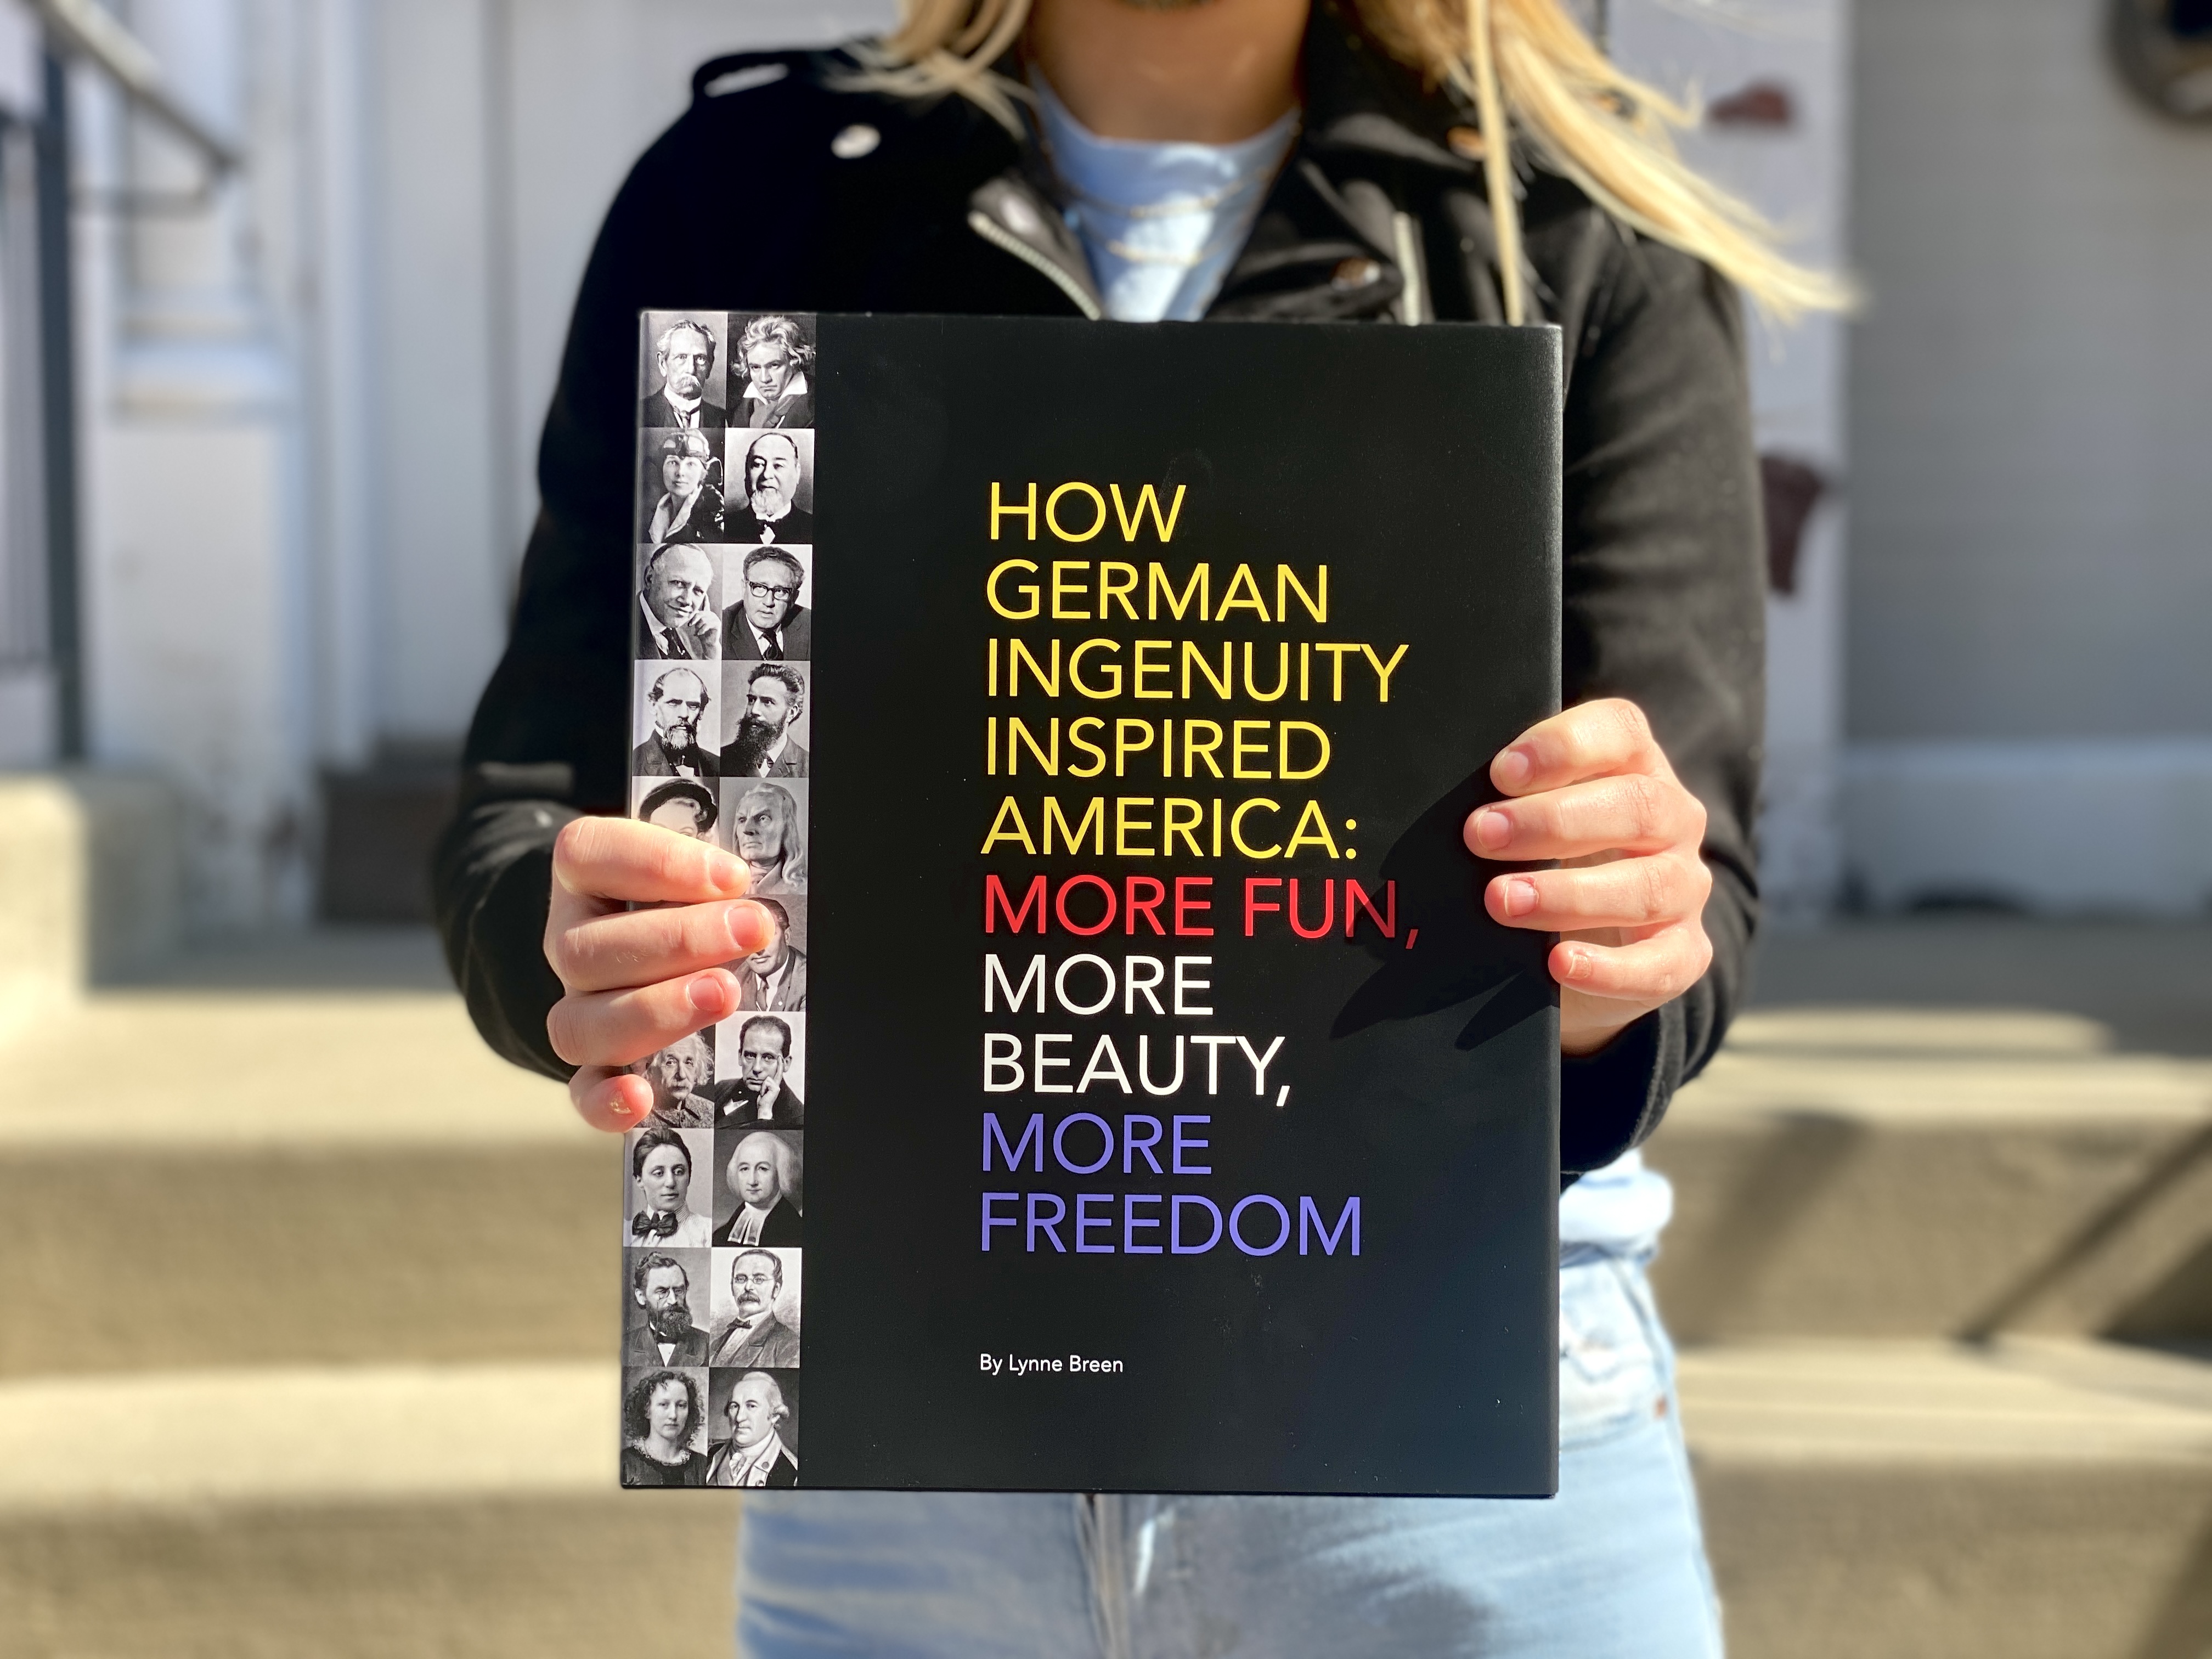 HOW
GERMAN
INGENUITY
INSPIRED
AMERICA:
MORE FUN,
MORE
BEAUTY,
MORE
FREEDOM
By Lynne Breen